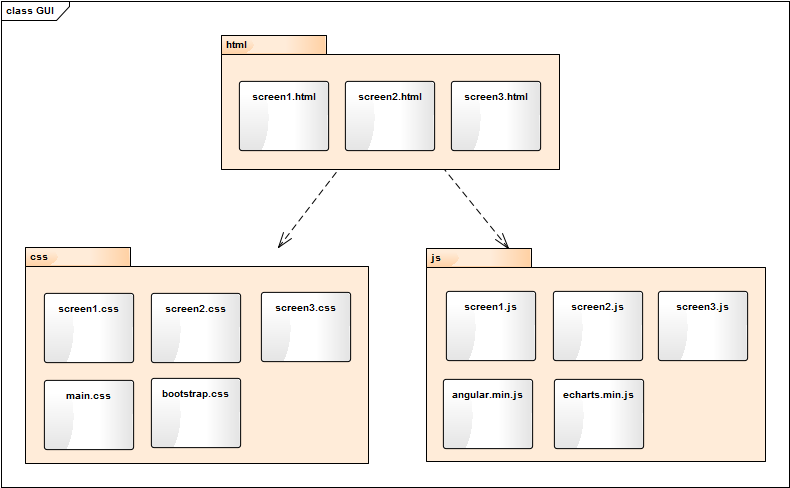 class GUI
html
screen1.html
screen2.html
screen3.html
css
screen1.css
screen2.css
screen3.css
main.css
bootstrap.css
js
screen1.js
screen2.js
screen3.js
angular.min.js
echarts.min.js